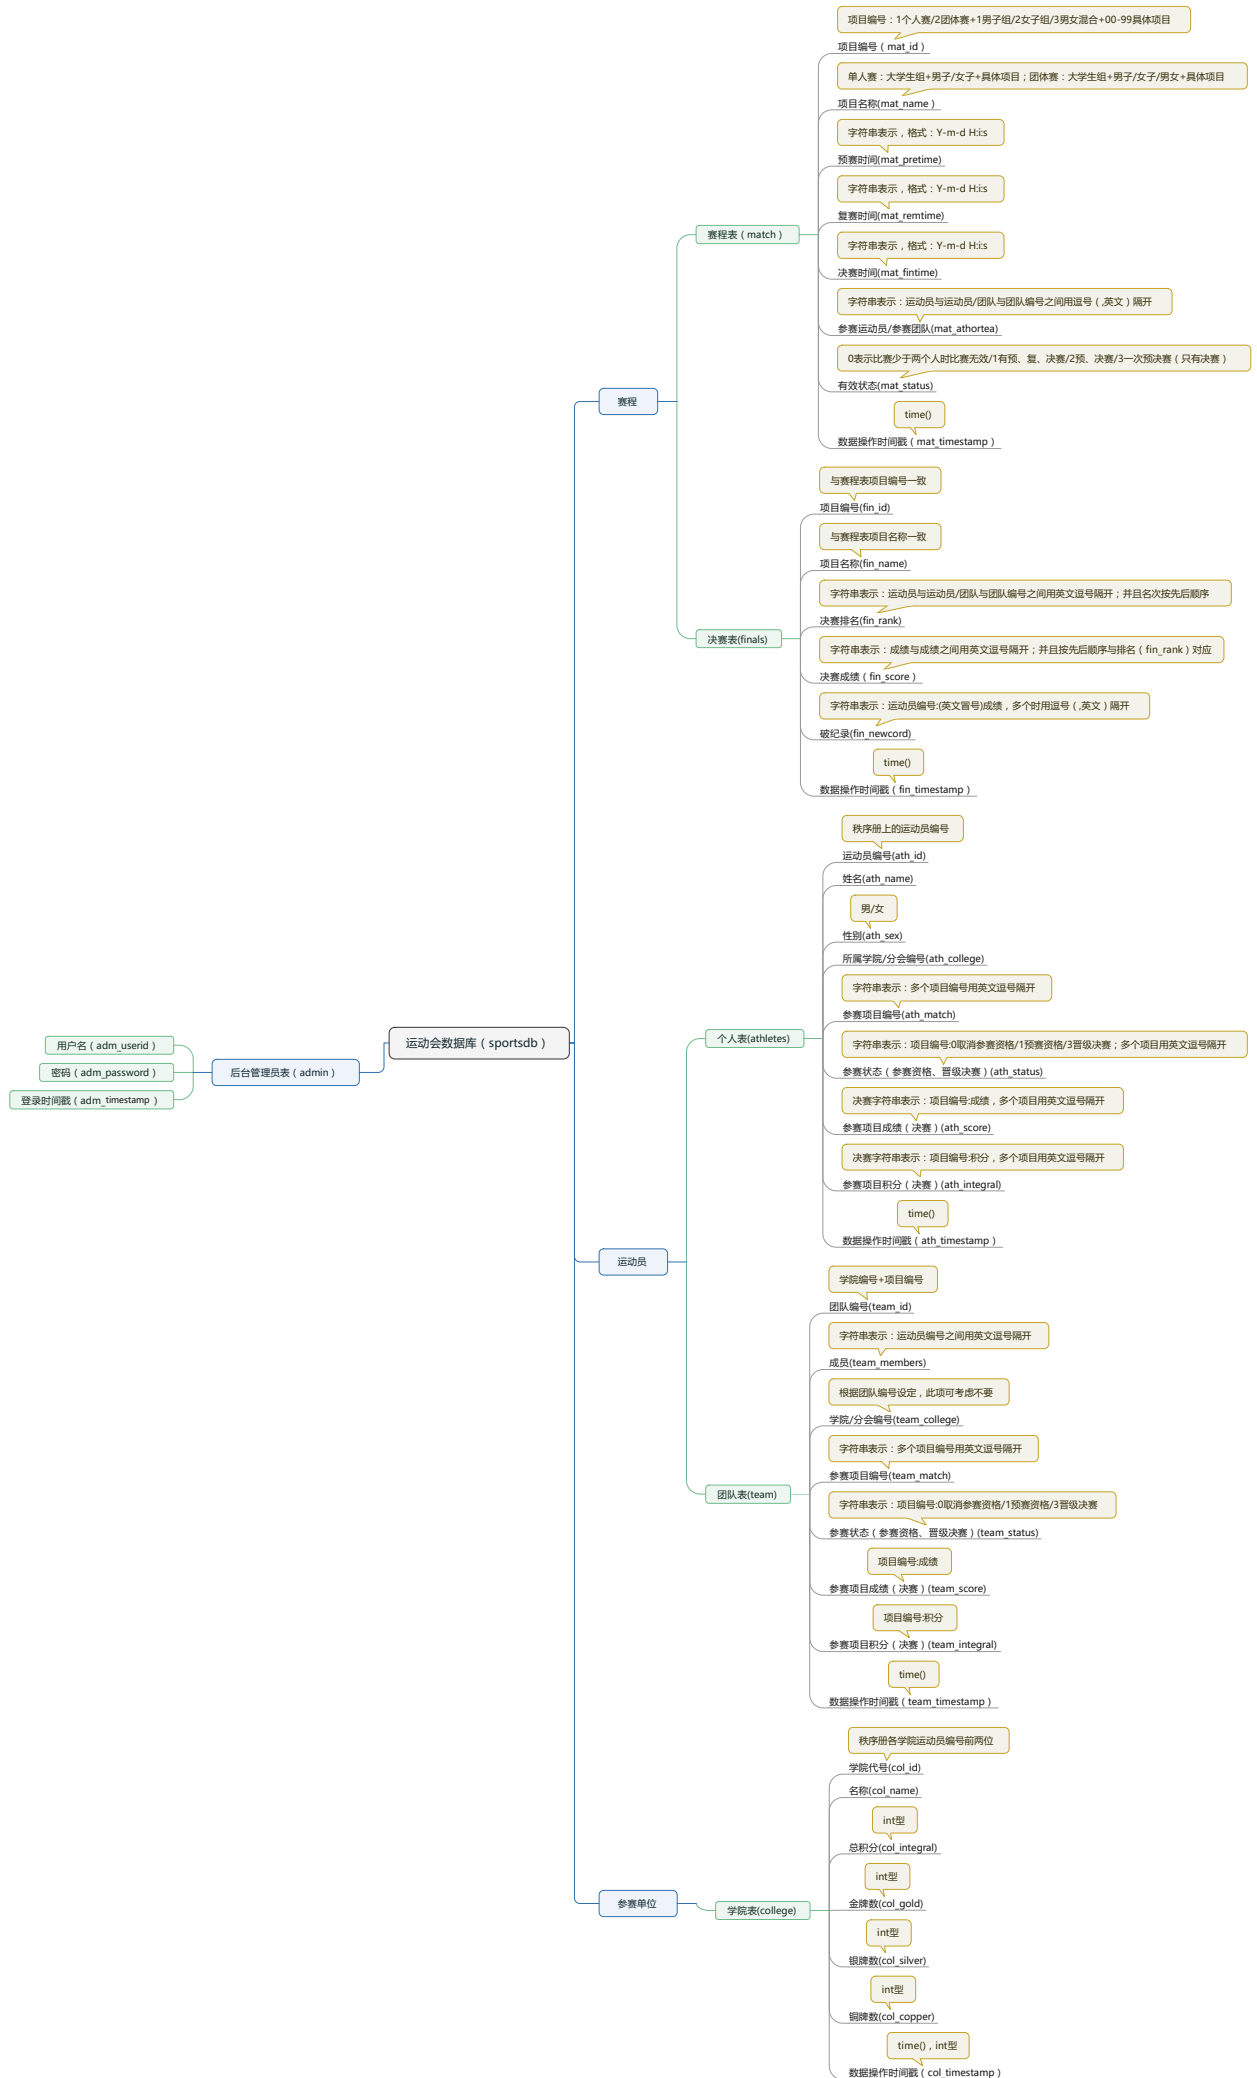 项目编号：1个人赛/2团体赛+1男子组/2女子组/3男女混合+00-99具体项目
项目编号（mat_id）
单人赛：大学生组+男子/女子+具体项目；团体赛：大学生组+男子/女子/男女+具体项目
项目名称(mat_name）
字符串表示，格式：Y-m-d H:i:s
预赛时间(mat_pretime)
字符串表示，格式：Y-m-d H:i:s
复赛时间(mat_remtime)
赛程表（match）
字符串表示，格式：Y-m-d H:i:s
决赛时间(mat_fintime)
字符串表示：运动员与运动员/团队与团队编号之间用逗号（,英文）隔开
参赛运动员/参赛团队(mat_athortea)
0表示比赛少于两个人时比赛无效/1有预、复、决赛/2预、决赛/3一次预决赛（只有决赛）
有效状态(mat_status)
赛程
time()
数据操作时间戳（mat_timestamp）
与赛程表项目编号一致
项目编号(fin_id)
与赛程表项目名称一致
项目名称(fin_name)
字符串表示：运动员与运动员/团队与团队编号之间用英文逗号隔开；并且名次按先后顺序
决赛排名(fin_rank)
决赛表(finals)
字符串表示：成绩与成绩之间用英文逗号隔开；并且按先后顺序与排名（fin_rank）对应
决赛成绩（fin_score）
字符串表示：运动员编号:(英文冒号)成绩，多个时用逗号（,英文）隔开
破纪录(fin_newcord)
time()
数据操作时间戳（fin_timestamp）
秩序册上的运动员编号
运动员编号(ath_id)
姓名(ath_name)
男/女
性别(ath_sex)
所属学院/分会编号(ath_college)
字符串表示：多个项目编号用英文逗号隔开
参赛项目编号(ath_match)
个人表(athletes)
字符串表示：项目编号:0取消参赛资格/1预赛资格/3晋级决赛；多个项目用英文逗号隔开
参赛状态（参赛资格、晋级决赛）(ath_status)
决赛字符串表示：项目编号:成绩，多个项目用英文逗号隔开
参赛项目成绩（决赛）(ath_score)
决赛字符串表示：项目编号:积分，多个项目用英文逗号隔开
参赛项目积分（决赛）(ath_integral)
time()
数据操作时间戳（ath_timestamp）
运动会数据库（sportsdb）
用户名（adm_userid）
后台管理员表（admin）
密码（adm_password）
登录时间戳（adm_timestamp）
运动员
学院编号+项目编号
团队编号(team_id)
字符串表示：运动员编号之间用英文逗号隔开
成员(team_members)
根据团队编号设定，此项可考虑不要
学院/分会编号(team_college)
字符串表示：多个项目编号用英文逗号隔开
参赛项目编号(team_match)
团队表(team)
字符串表示：项目编号:0取消参赛资格/1预赛资格/3晋级决赛
参赛状态（参赛资格、晋级决赛）(team_status)
项目编号:成绩
参赛项目成绩（决赛）(team_score)
项目编号:积分
参赛项目积分（决赛）(team_integral)
time()
数据操作时间戳（team_timestamp）
秩序册各学院运动员编号前两位
学院代号(col_id)
名称(col_name)
int型
总积分(col_integral)
int型
金牌数(col_gold)
参赛单位
学院表(college)
int型
银牌数(col_silver)
int型
铜牌数(col_copper)
time()，int型
数据操作时间戳（col_timestamp）